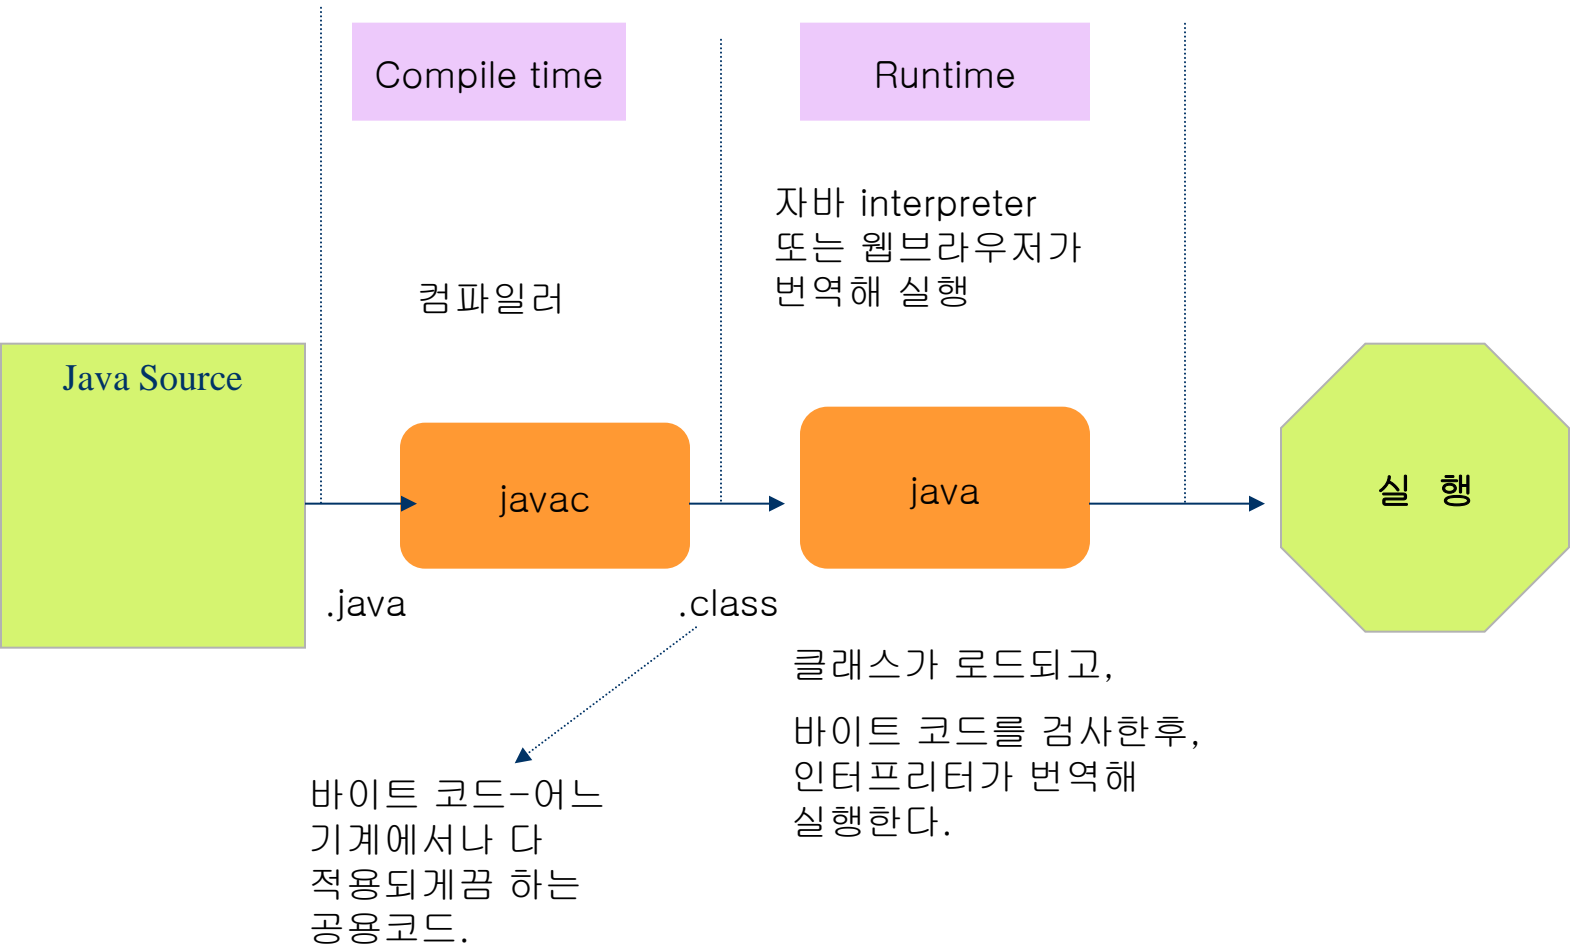 Compile time
Runtime
자바 interpreter
또는 웹브라우저가
번역해 실행
컴파일러
Java Source
javac
java
실 행
.java
.class
클래스가 로드되고,
바이트 코드를 검사한후,
인터프리터가 번역해
실행한다.
바이트 코드-어느
기계에서나 다
적용되게끔 하는
공용코드.